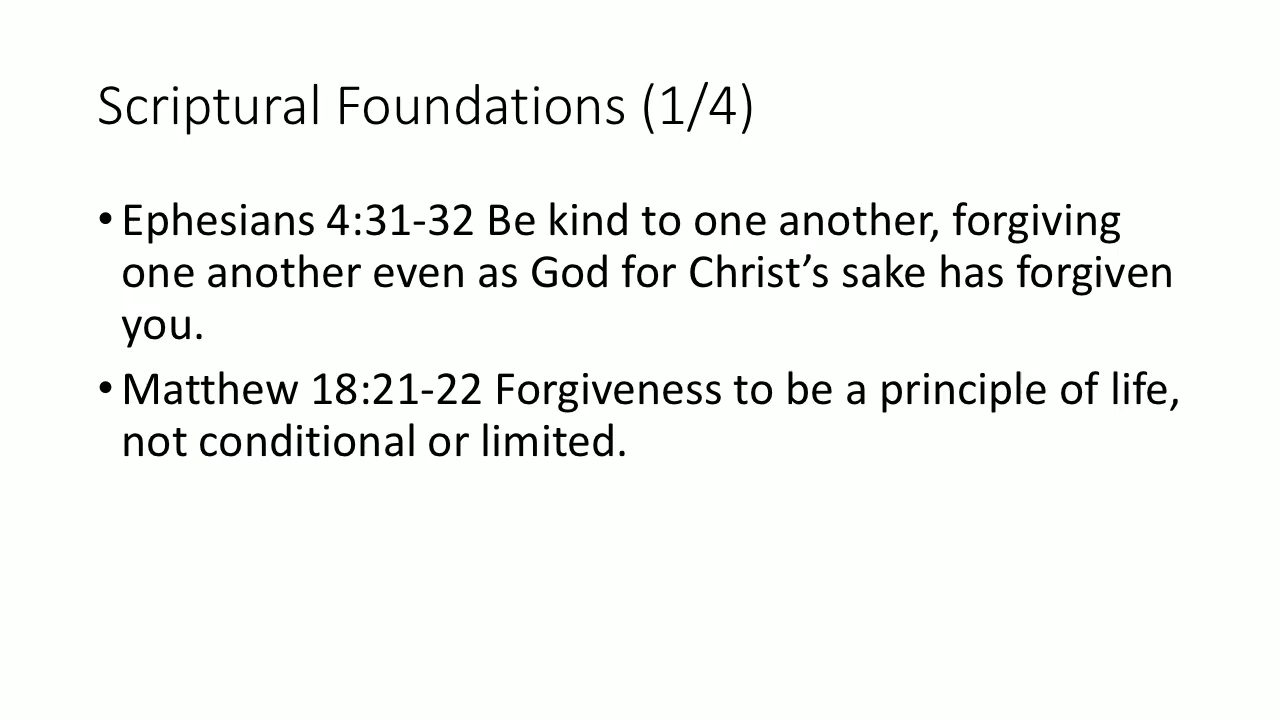 Scriptural Foundations (1/4)
• Ephesians 4:31-32 Be kind to one another, forgiving
one another even as God for Christ’s sake has forgiven
you.
• Matthew 18:21-22 Forgiveness to be a principle of life,
not conditional or limited.